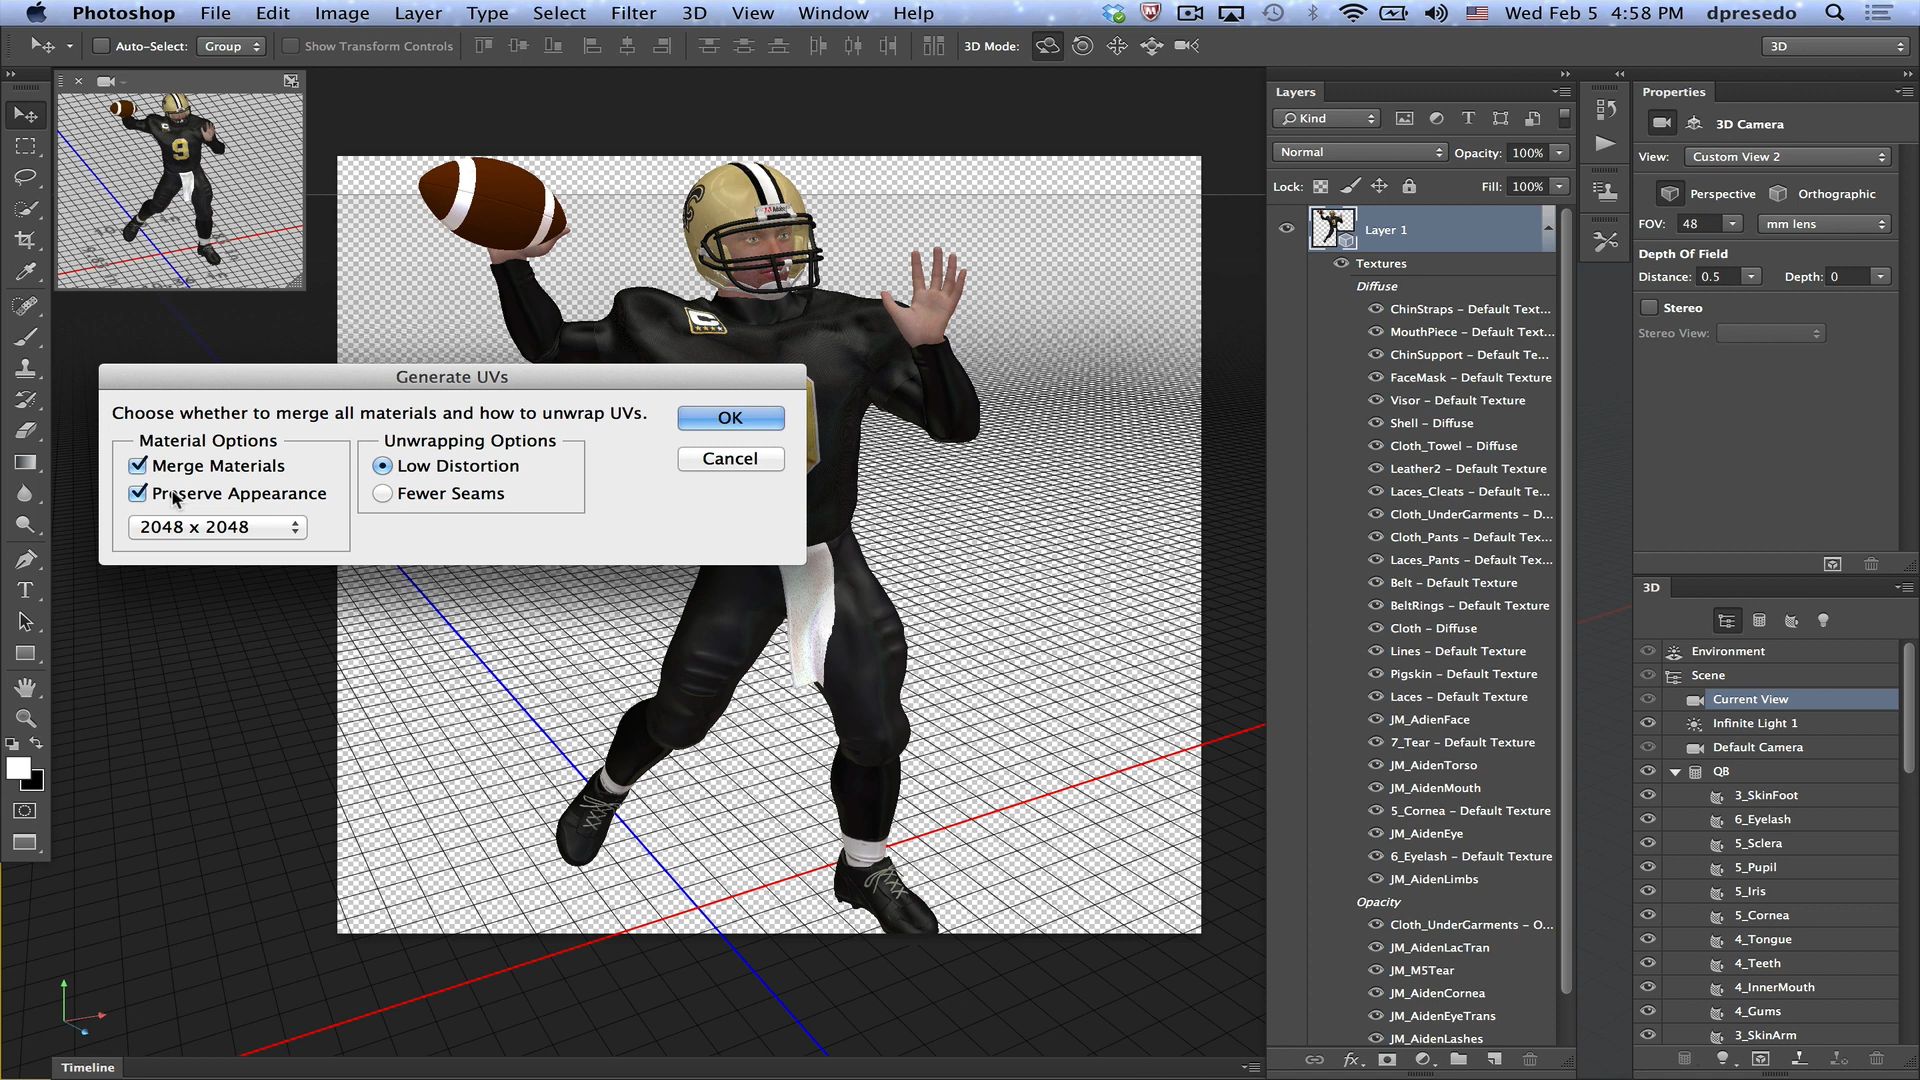 Photoshop File Edit Image Layer Type Select Filter 3D View Window Help Wed Feb 5 4:58 PM dpresedo
Auto-Select: Group Show Transform Controls 3D Mode: 3D
9
C
Generate UVs
Choose whether to merge all materials and how to unwrap UVs.
Material Options
Merge Materials
Preserve Appearance
2048 x 2048
Unwrapping Options
Low Distortion
Fewer Seams
OK
Cancel
Timeline
Layers
Kind
Normal Opacity: 100%
Lock: Fill: 100%
Layer 1
Textures
Diffuse
ChinStraps – Default Text...
MouthPiece – Default Text...
ChinSupport – Default Te...
FaceMask – Default Texture
Visor – Default Texture
Shell – Diffuse
Cloth_Towel – Diffuse
Leather2 – Default Texture
Laces_Cleats – Default Te...
Cloth_UnderGarments – D...
Cloth_Pants – Default Tex...
Laces_Pants – Default Tex...
Belt – Default Texture
BeltRings – Default Texture
Cloth – Diffuse
Lines – Default Texture
Pigskin – Default Texture
Laces – Default Texture
JM_AdienFace
7_Tear – Default Texture
JM_AidenTorso
JM_AidenMouth
5_Cornea – Default Texture
JM_AidenEye
6_Eyelash – Default Texture
JM_AidenLimbs
Opacity
Cloth_UnderGarments – O...
JM_AidenLacTran
JM_M5Tear
JM_AidenCornea
JM_AidenEyeTrans
JM_AidenLashes
fx
Properties
3D Camera
View: Custom View 2
Perspective Orthographic
FOV: 48 mm lens
Depth Of Field
Distance: 0.5 Depth: 0
Stereo
Stereo View:
3D
Environment
Scene
Current View
Infinite Light 1
Default Camera
QB
3_SkinFoot
6_Eyelash
5_Sclera
5_Pupil
5_Iris
5_Cornea
4_Tongue
4_Teeth
4_InnerMouth
4_Gums
3_SkinArm